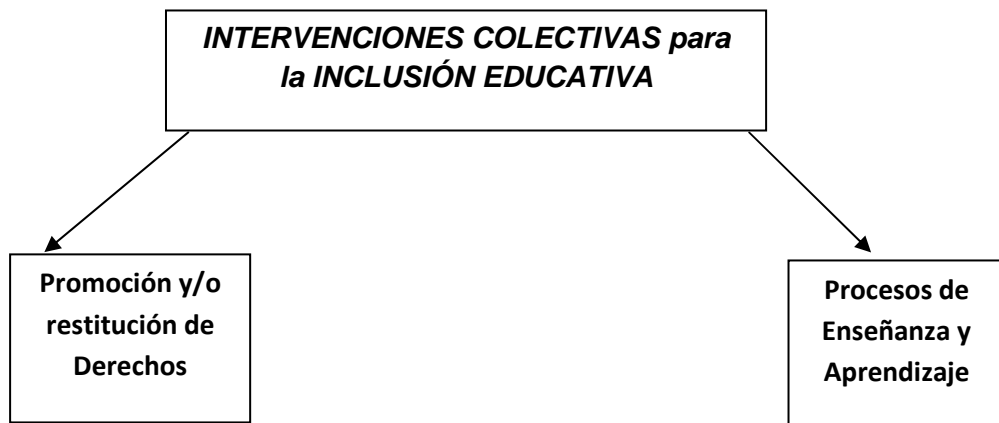 INTERVENCIONES COLECTIVAS para
la INCLUSIÓN EDUCATIVA
Promoción y/o
restitución de
Derechos
Procesos de
Enseñanza y
Aprendizaje